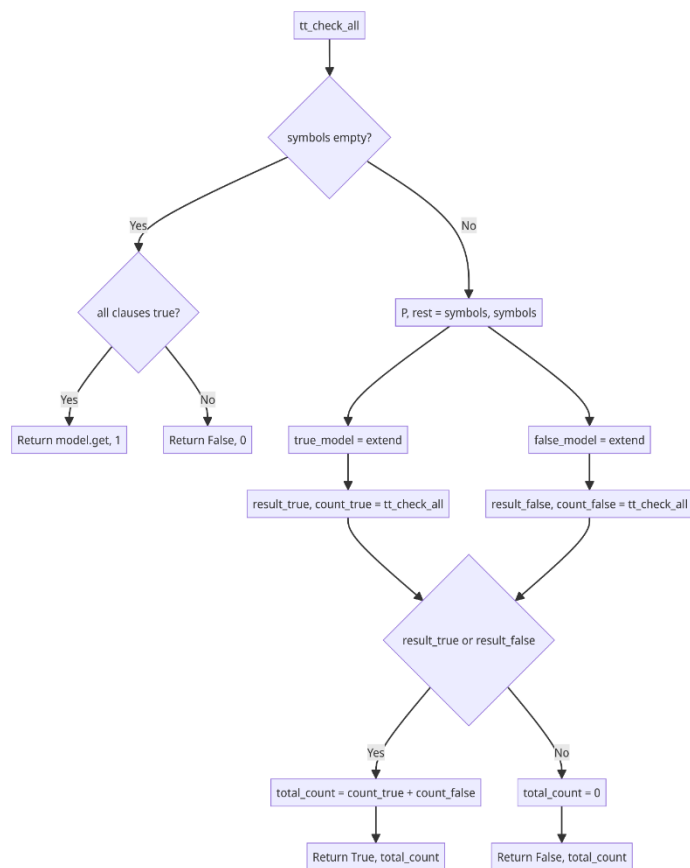 tt_check_all
symbols empty?
Yes
No
all clauses true?
P, rest = symbols, symbols
Yes
No
Return model.get, 1
Return False, 0
true_model = extend
false_model = extend
result_true, count_true = tt_check_all
result_false, count_false = tt_check_all
result_true or result_false
Yes
No
total_count = count_true + count_false
total_count = 0
Return True, total_count
Return False, total_count